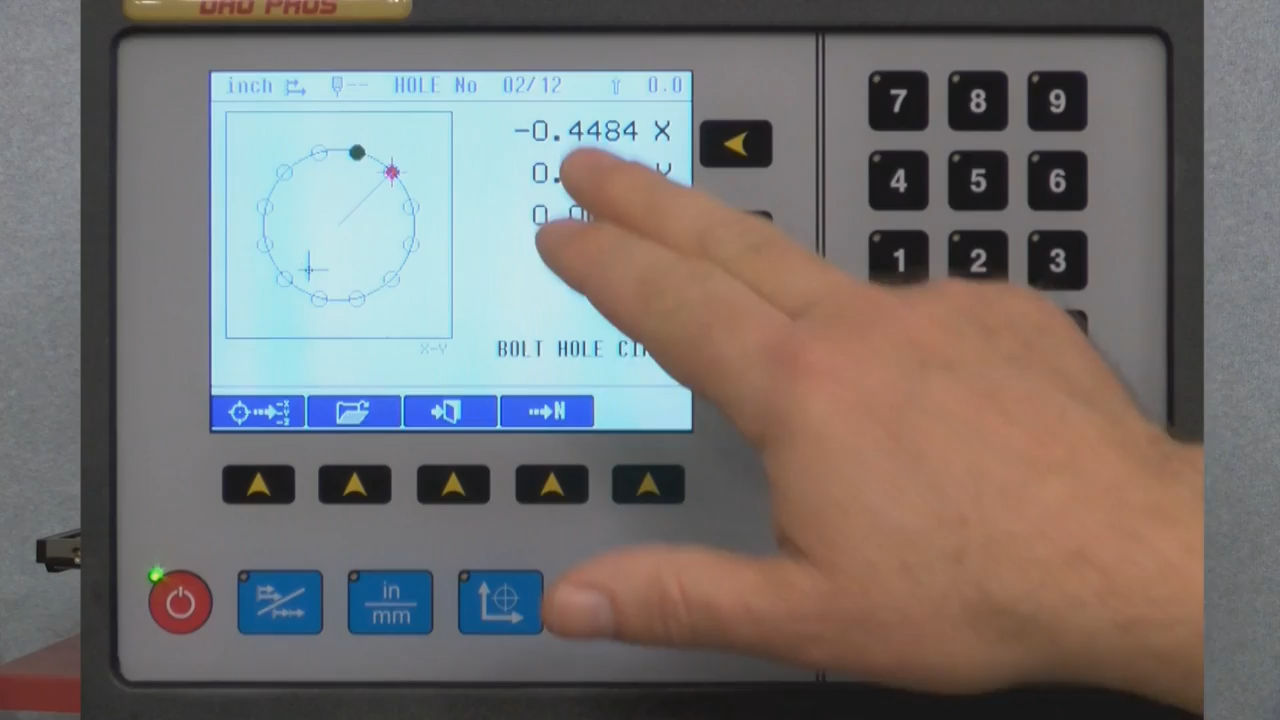 DRO PROS
inch HOLE No 02/12 0.0
-0.4484 X
X-Y
BOLT HOLE
N
7 8 9
4 5 6
1 2 3
in
mm